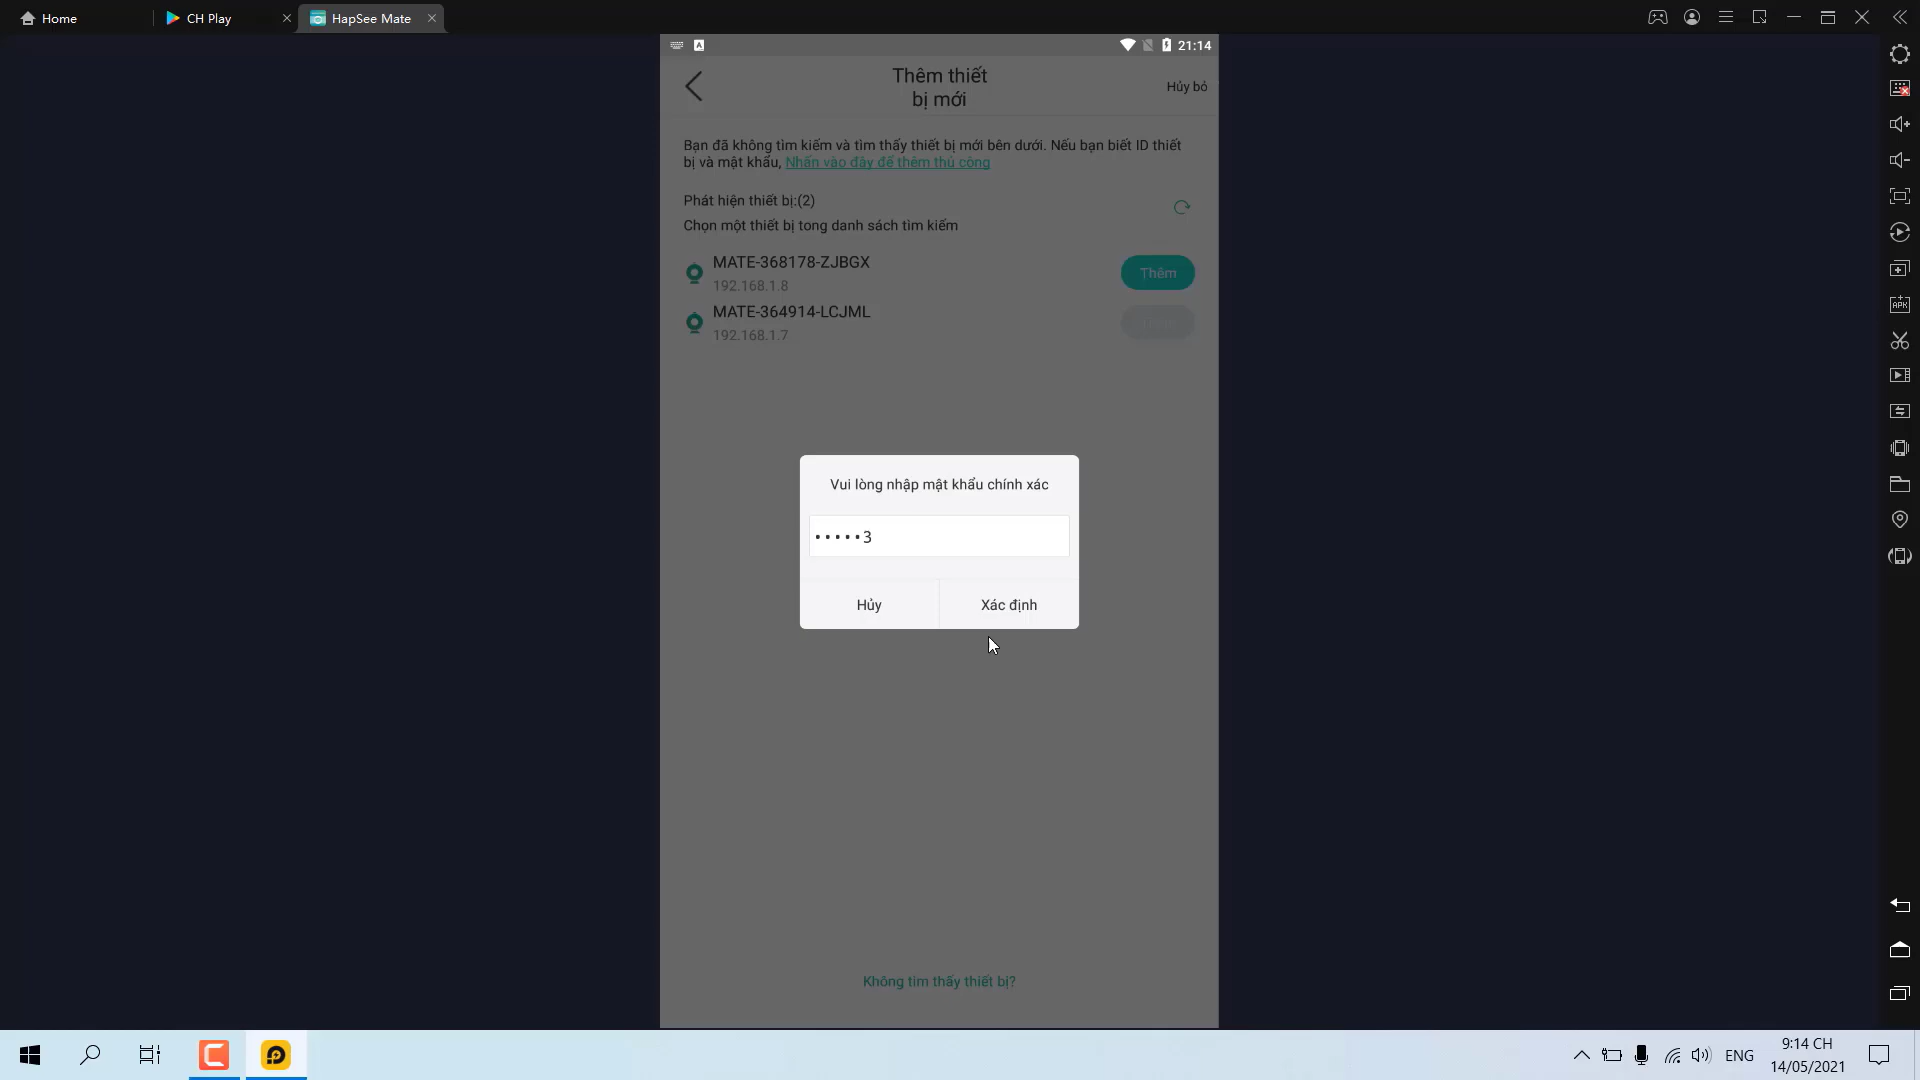 Home
CH Play
HapSee Mate
21:14
Thêm thiết
bị mới
Hủy bỏ
Bạn đã không tìm kiếm và tìm thấy thiết bị mới bên dưới. Nếu bạn biết ID thiết
bị và mật khẩu, Nhấn vào đây để thêm thủ công
Phát hiện thiết bị:(2)
Chọn một thiết bị tong danh sách tìm kiếm
MATE-368178-ZJBGX
192.168.1.8
Thêm
MATE-364914-LCJML
192.168.1.7
Vui lòng nhập mật khẩu chính xác
•••••3
Hủy
Xác định
Không tìm thấy thiết bị?
APK
ENG
9:14 CH
14/05/2021